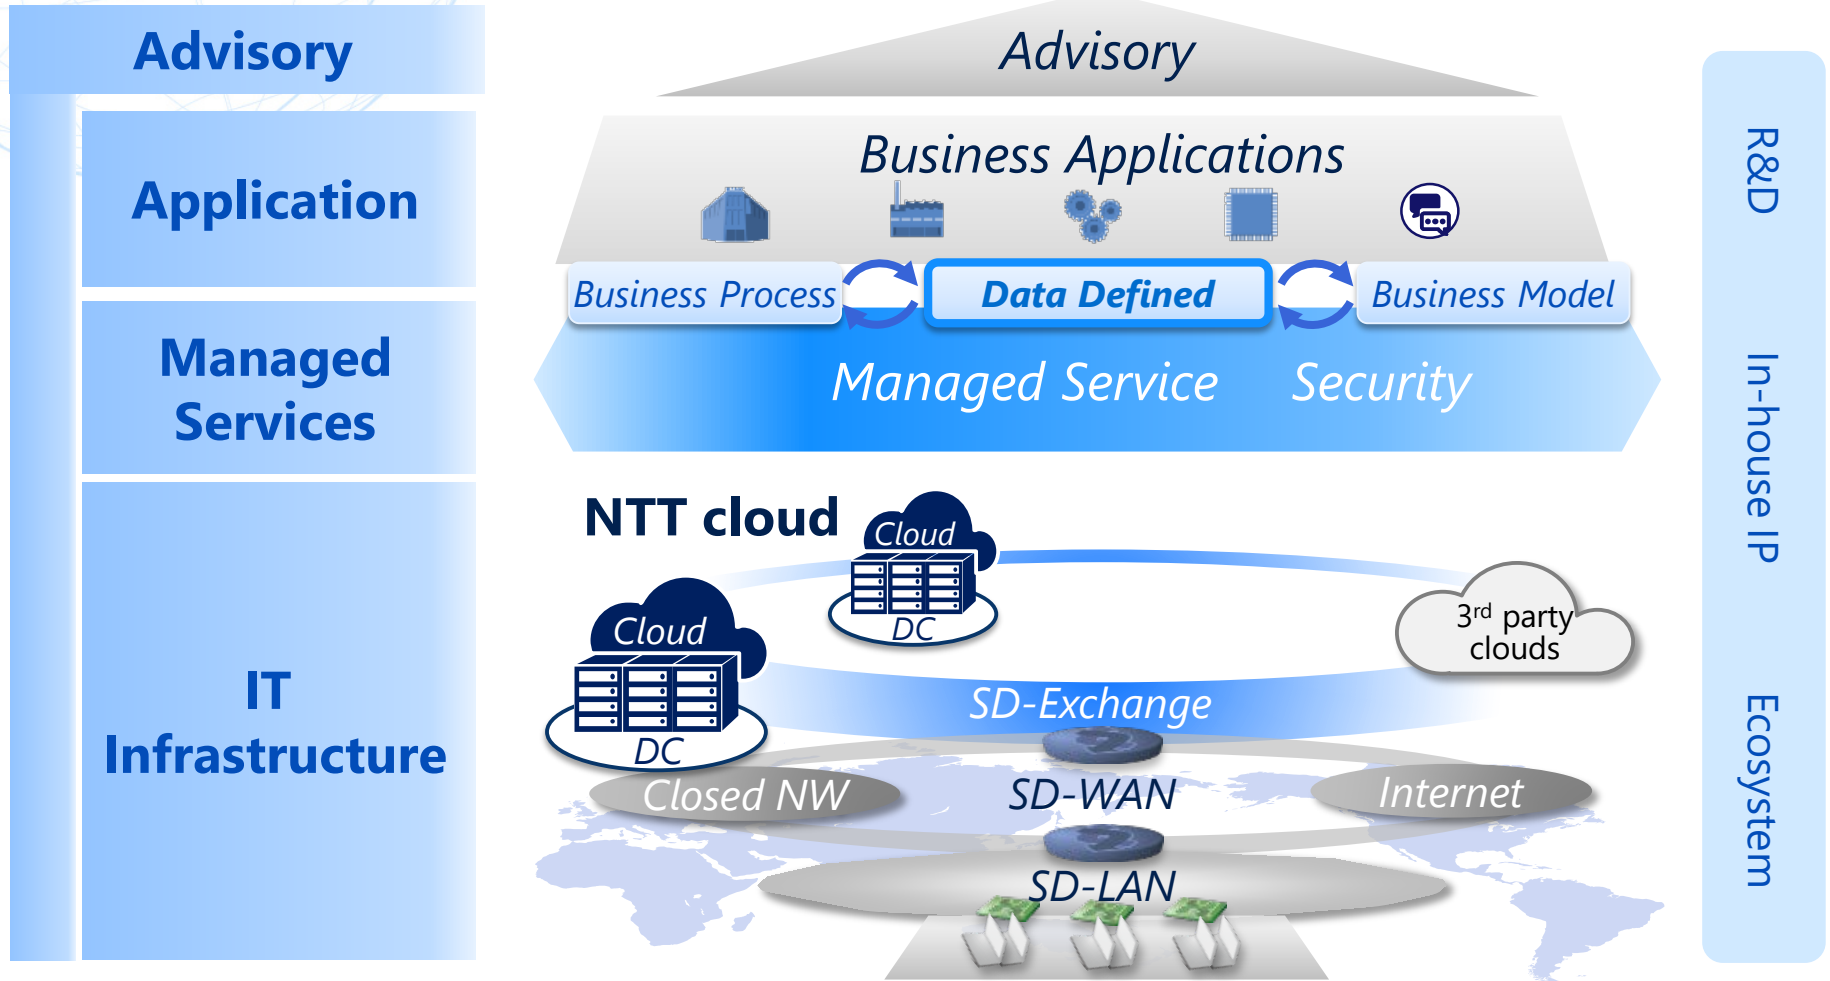 Advisory
Application
Managed
Services
IT
Infrastructure
Advisory
Business Applications
Business Process
Data Defined
Business Model
Managed Service
Security
NTT cloud
Cloud
DC
Cloud
DC
3rd party
clouds
SD-Exchange
Closed NW
SD-WAN
Internet
SD-LAN
R&D
In-house IP
Ecosystem